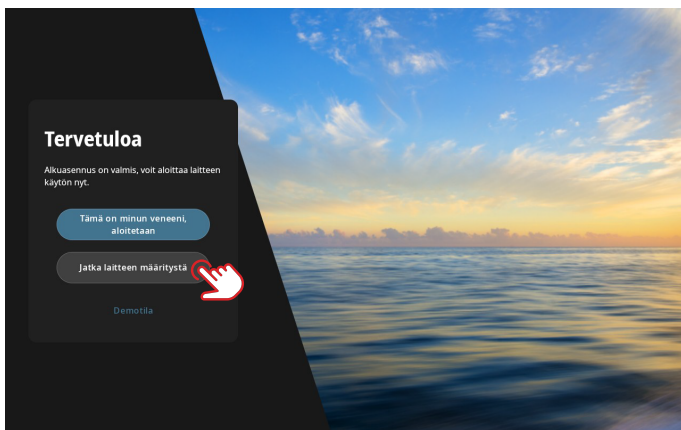 Tervetuloa
Alkuasennus on valmis, voit aloittaa laitteen
käytön nyt.
Tämä on minun veneeni,
aloitetaan
Jatka laitteen määritystä
Demotila